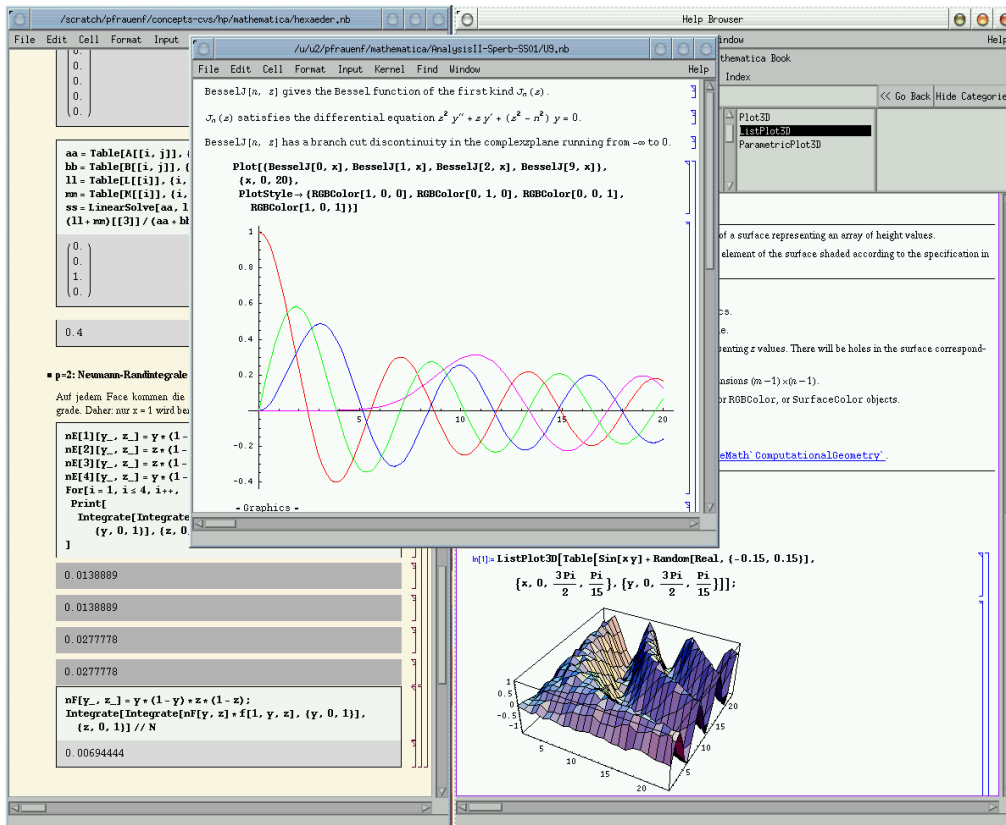 /scratch/pfrauenf/concepts-cvs/hp/mathematica/hexaeder.nb
File Edit Cell Format Input
0.
0.
0.
0.
aa = Table[A[[i, j]], {
bb = Table[B[[i, j]], {
ll = Table[L[[i]], {i,
mm = Table[M[[i]], {i,
ss = LinearSolve[aa, l
(ll + mm)[[3]] / (aa + bb
0.
0.
1.
0.
0.4
p=2: Neumann-Randintegrale
Auf jedem Face kommen die
grade. Daher: nur x = 1 wird ber
nE[1][y_, z_] = y * (1 -
nE[2][y_, z_] = z * (1 -
nE[3][y_, z_] = z * (1 -
nE[4][y_, z_] = y * (1 -
For[i = 1, i ≤ 4, i++,
Print[
Integrate[Integrate
{y, 0, 1}], {z, 0
]
0.0138889
0.0138889
0.0277778
0.0277778
nF[y_, z_] = y * (1 - y) * z * (1 - z);
Integrate[Integrate[nF[y, z] * f[1, y, z], {y, 0, 1}],
{z, 0, 1}] // N
0.00694444
/u/u2/pfrauenf/mathematica/AnalysisII-Sperb-SS01/U9.nb
File Edit Cell Format Input Kernel Find Window Help
BesselJ[n, z] gives the Bessel function of the first kind Jn(z).
Jn(z) satisfies the differential equation z² y'' + z y' + (z² - n²) y = 0.
BesselJ[n, z] has a branch cut discontinuity in the complexzplane running from -∞ to 0.
Plot[{BesselJ[0, x], BesselJ[1, x], BesselJ[2, x], BesselJ[9, x]},
{x, 0, 20},
PlotStyle → {RGBColor[1, 0, 0], RGBColor[0, 1, 0], RGBColor[0, 0, 1],
RGBColor[1, 0, 1]}]
1
0.8
0.6
0.4
0.2
5 10 15 20
-0.2
-0.4
- Graphics -
Help Browser
indow Help
thematica Book
Index
<< Go Back Hide Categorie
Plot3D
ListPlot3D
ParametricPlot3D
of a surface representing an array of height values.
element of the surface shaded according to the specification in
cs.
le.
senting z values. There will be holes in the surface correspond-
nsions (m - 1) × (n - 1).
or RGBColor, or SurfaceColor objects.
eMath`ComputationalGeometry`.
In[1]:= ListPlot3D[Table[Sin[x y] + Random[Real, {-0.15, 0.15}],
{x, 0, 3 Pi/2, Pi/15}, {y, 0, 3 Pi/2, Pi/15}]];
1
0.5
0
-0.5
-1
5
10
15
20
5
10
15
20